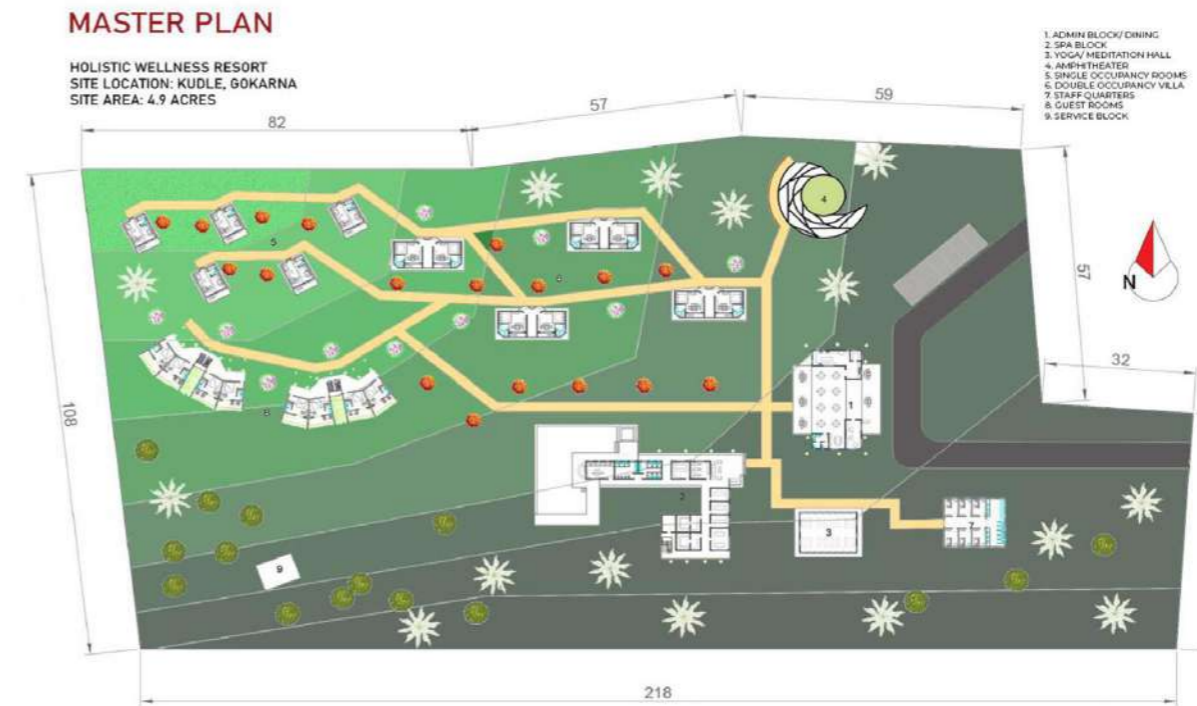 MASTER PLAN
HOLISTIC WELLNESS RESORT
SITE LOCATION: KUDLE, GOKARNA
SITE AREA: 4.9 ACRES
1. ADMIN BLOCK/ DINING
2. SPA BLOCK
3. YOGA/ MEDITATION HALL
4. AMPHITHEATER
5. SINGLE OCCUPANCY ROOMS
6. DOUBLE OCCUPANCY VILLA
7. STAFF QUARTERS
8. GUEST ROOMS
9. SERVICE BLOCK
82
57
59
57
32
108
218
N
4
5
1
3
7
9